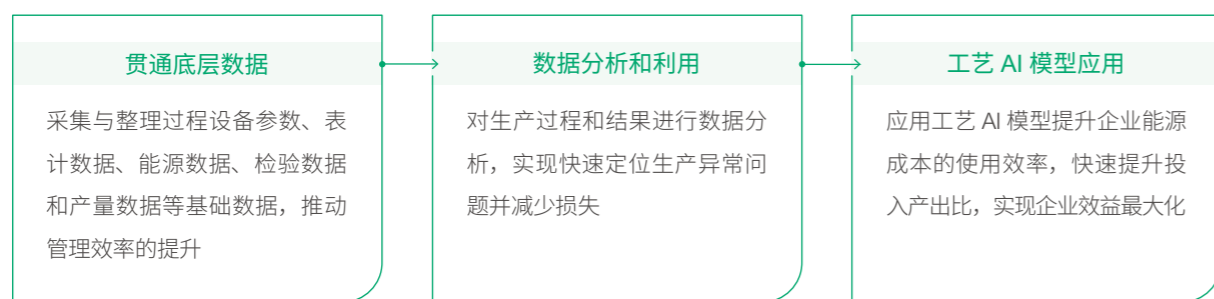 贯通底层数据
采集与整理过程设备参数、表
计数据、能源数据、检验数据
和产量数据等基础数据，推动
管理效率的提升
数据分析和利用
对生产过程和结果进行数据分
析，实现快速定位生产异常问
题并减少损失
工艺 AI 模型应用
应用工艺 AI 模型提升企业能源
成本的使用效率，快速提升投
入产出比，实现企业效益最大化